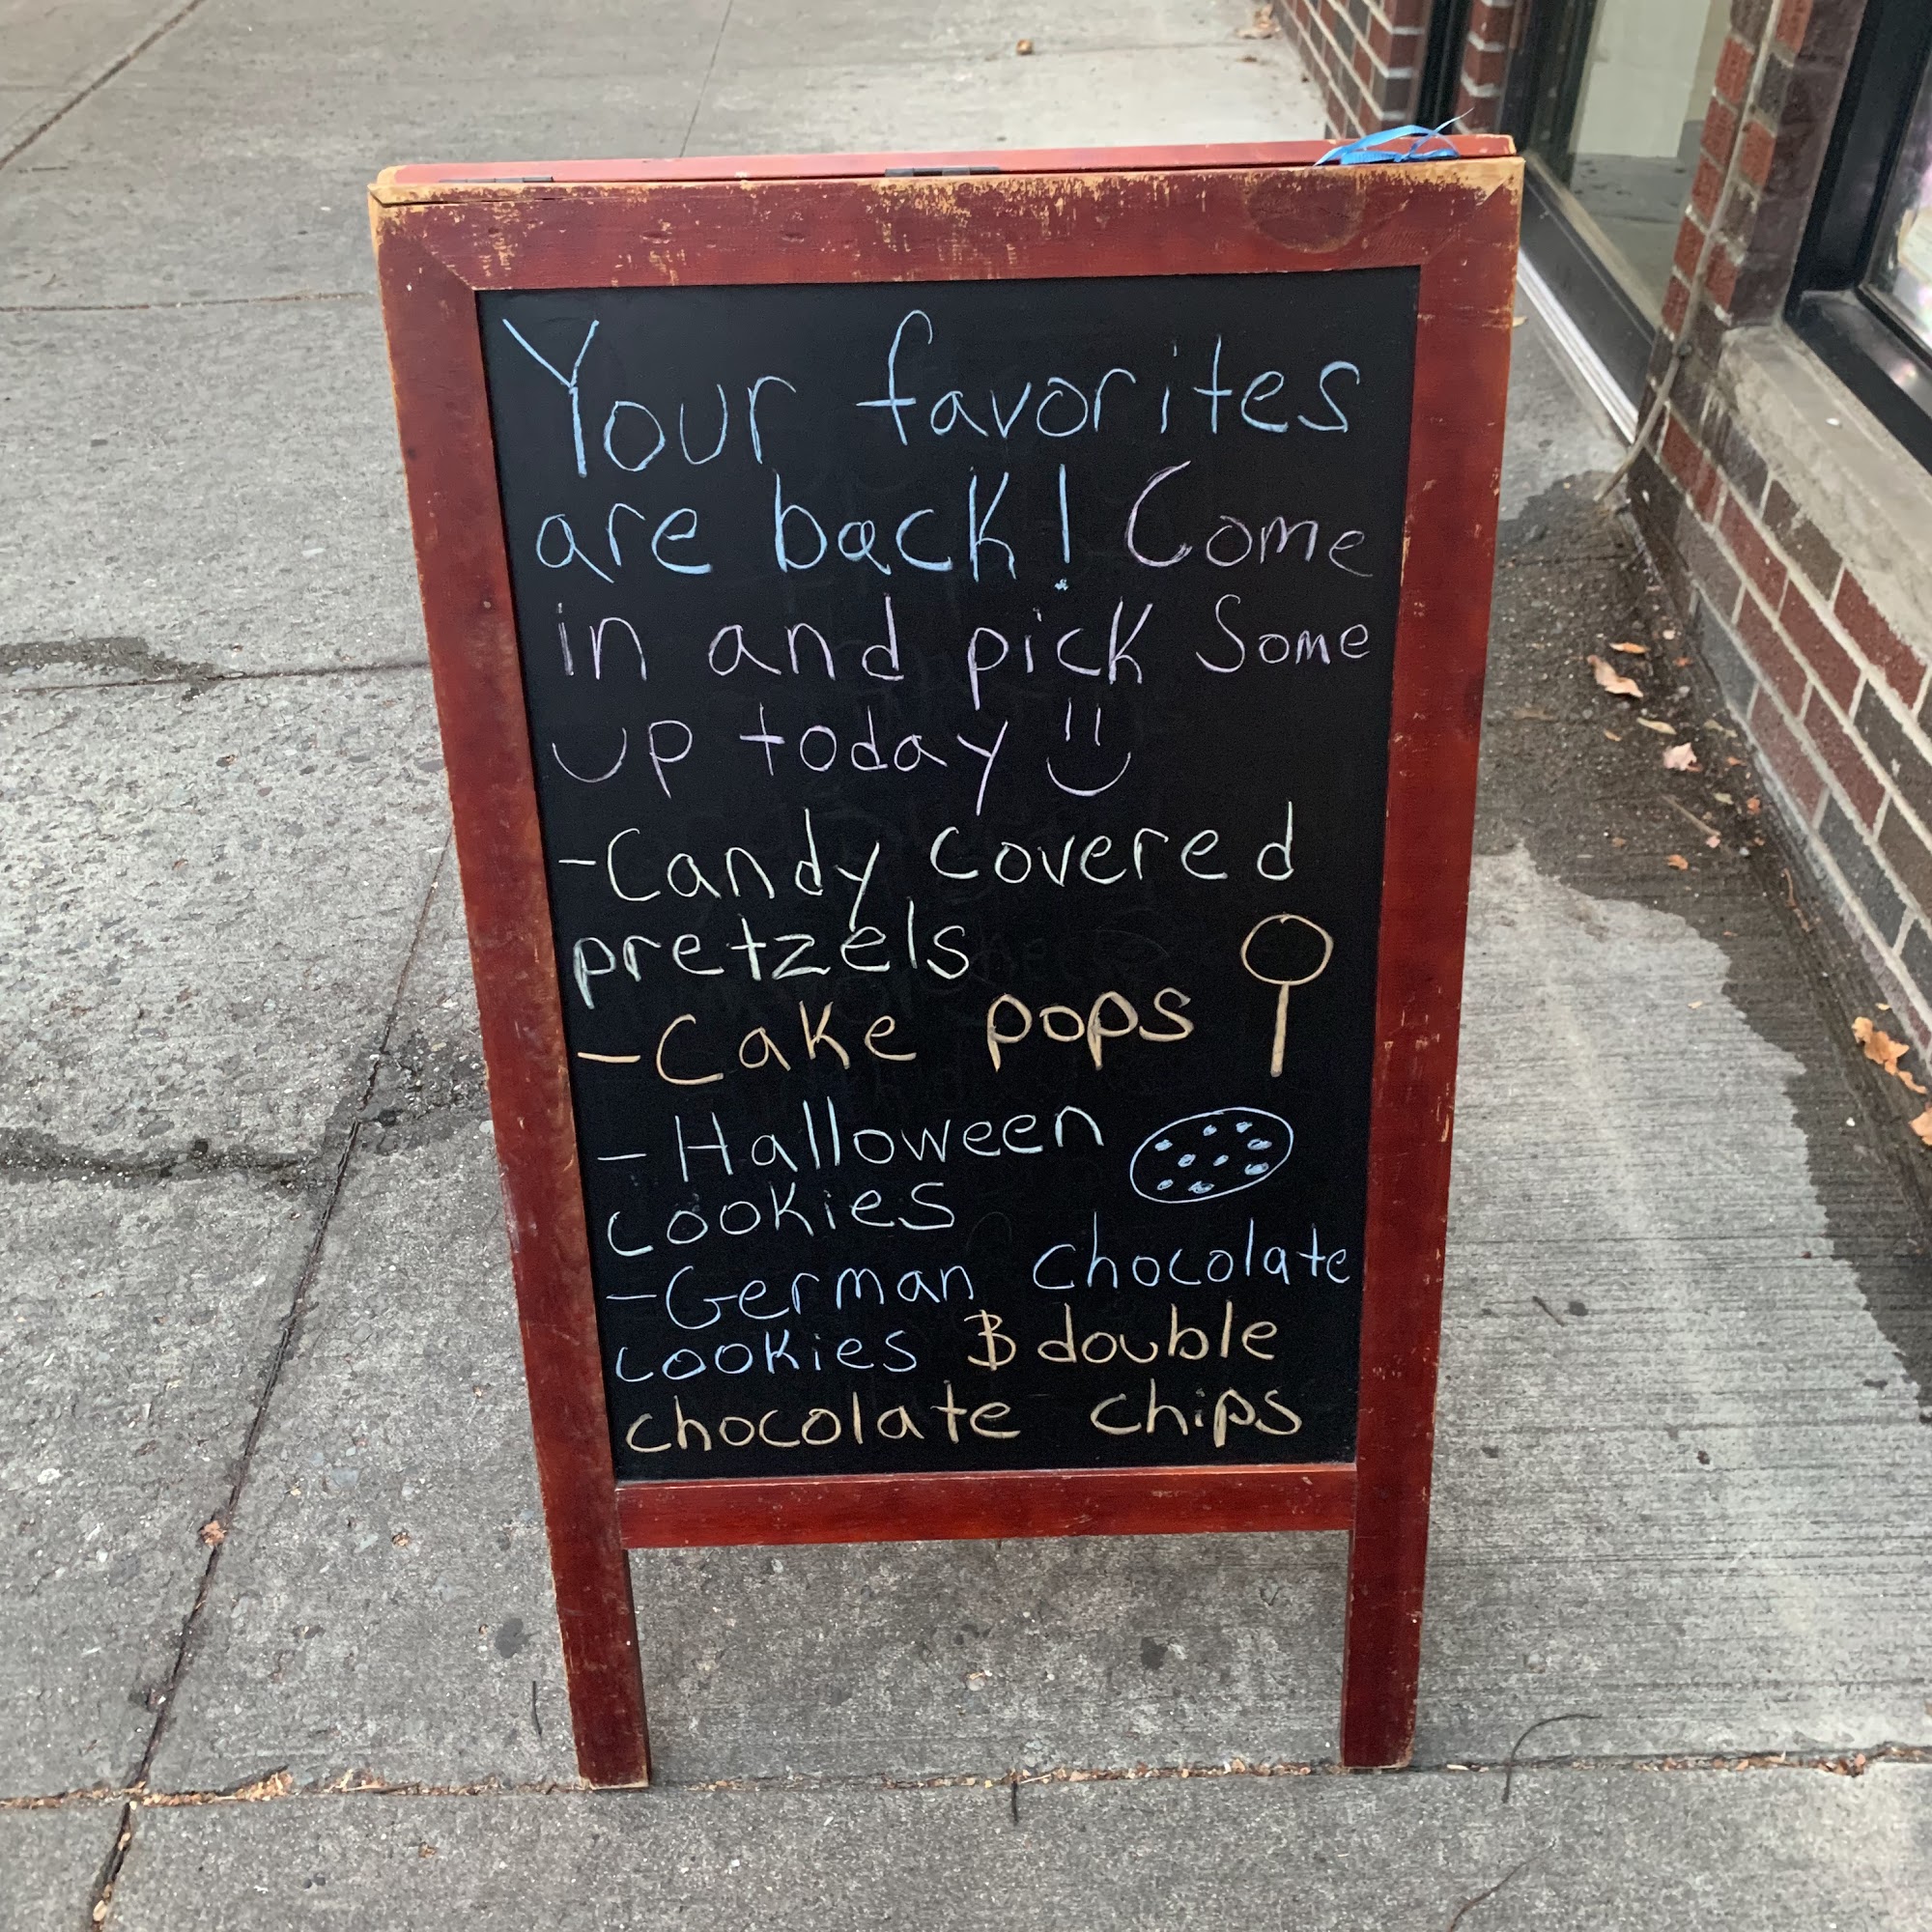 Your favorites
are back! Come
in and pick Some
up today
-Candy covered
pretzels
-Cake pops
-Halloween
cookies
-German chocolate
cookies & double
chocolate chips